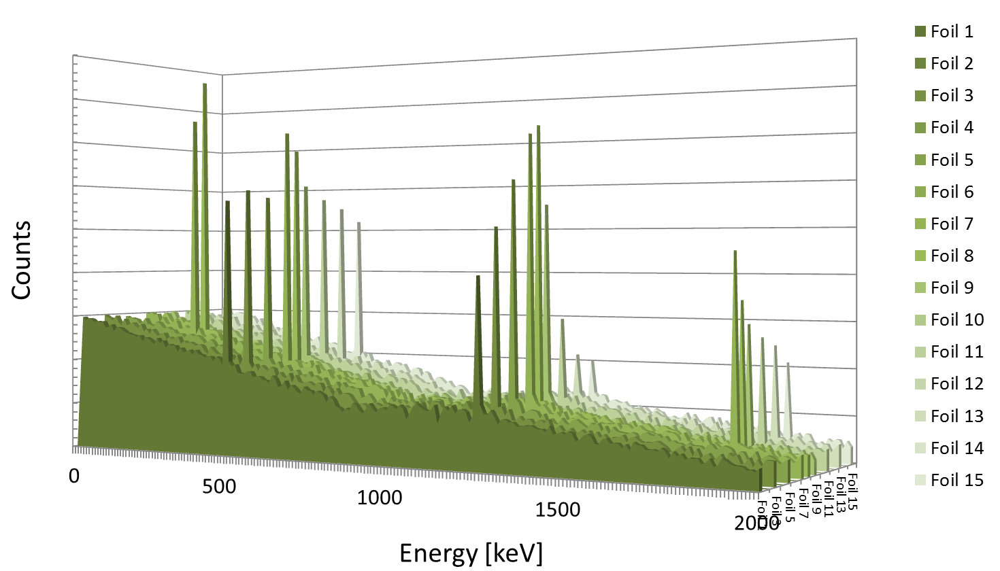 Counts
0
500
1000
1500
2000
Energy [keV]
Foil 5
Foil 7
Foil 9
Foil 11
Foil 13
Foil 15
Foil 1
Foil 2
Foil 3
Foil 4
Foil 5
Foil 6
Foil 7
Foil 8
Foil 9
Foil 10
Foil 11
Foil 12
Foil 13
Foil 14
Foil 15